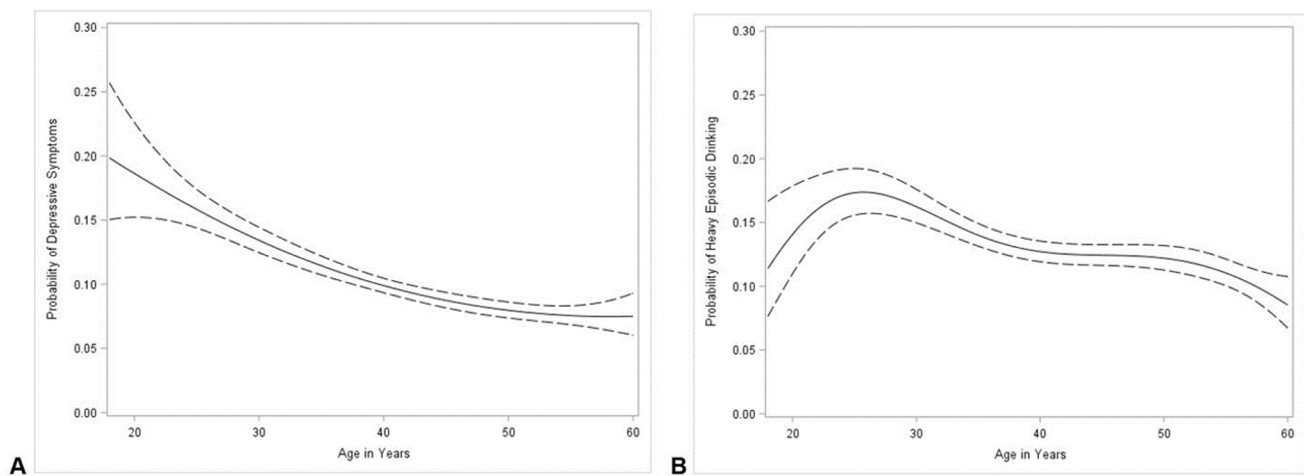 0.30
0.25
0.20
0.15
0.10
0.05
0.00
Probability of Depressive Symptoms
20 30 40 50 60
Age in Years
A
0.30
0.25
0.20
0.15
0.10
0.05
0.00
Probability of Heavy Episodic Drinking
20 30 40 50 60
Age in Years
B